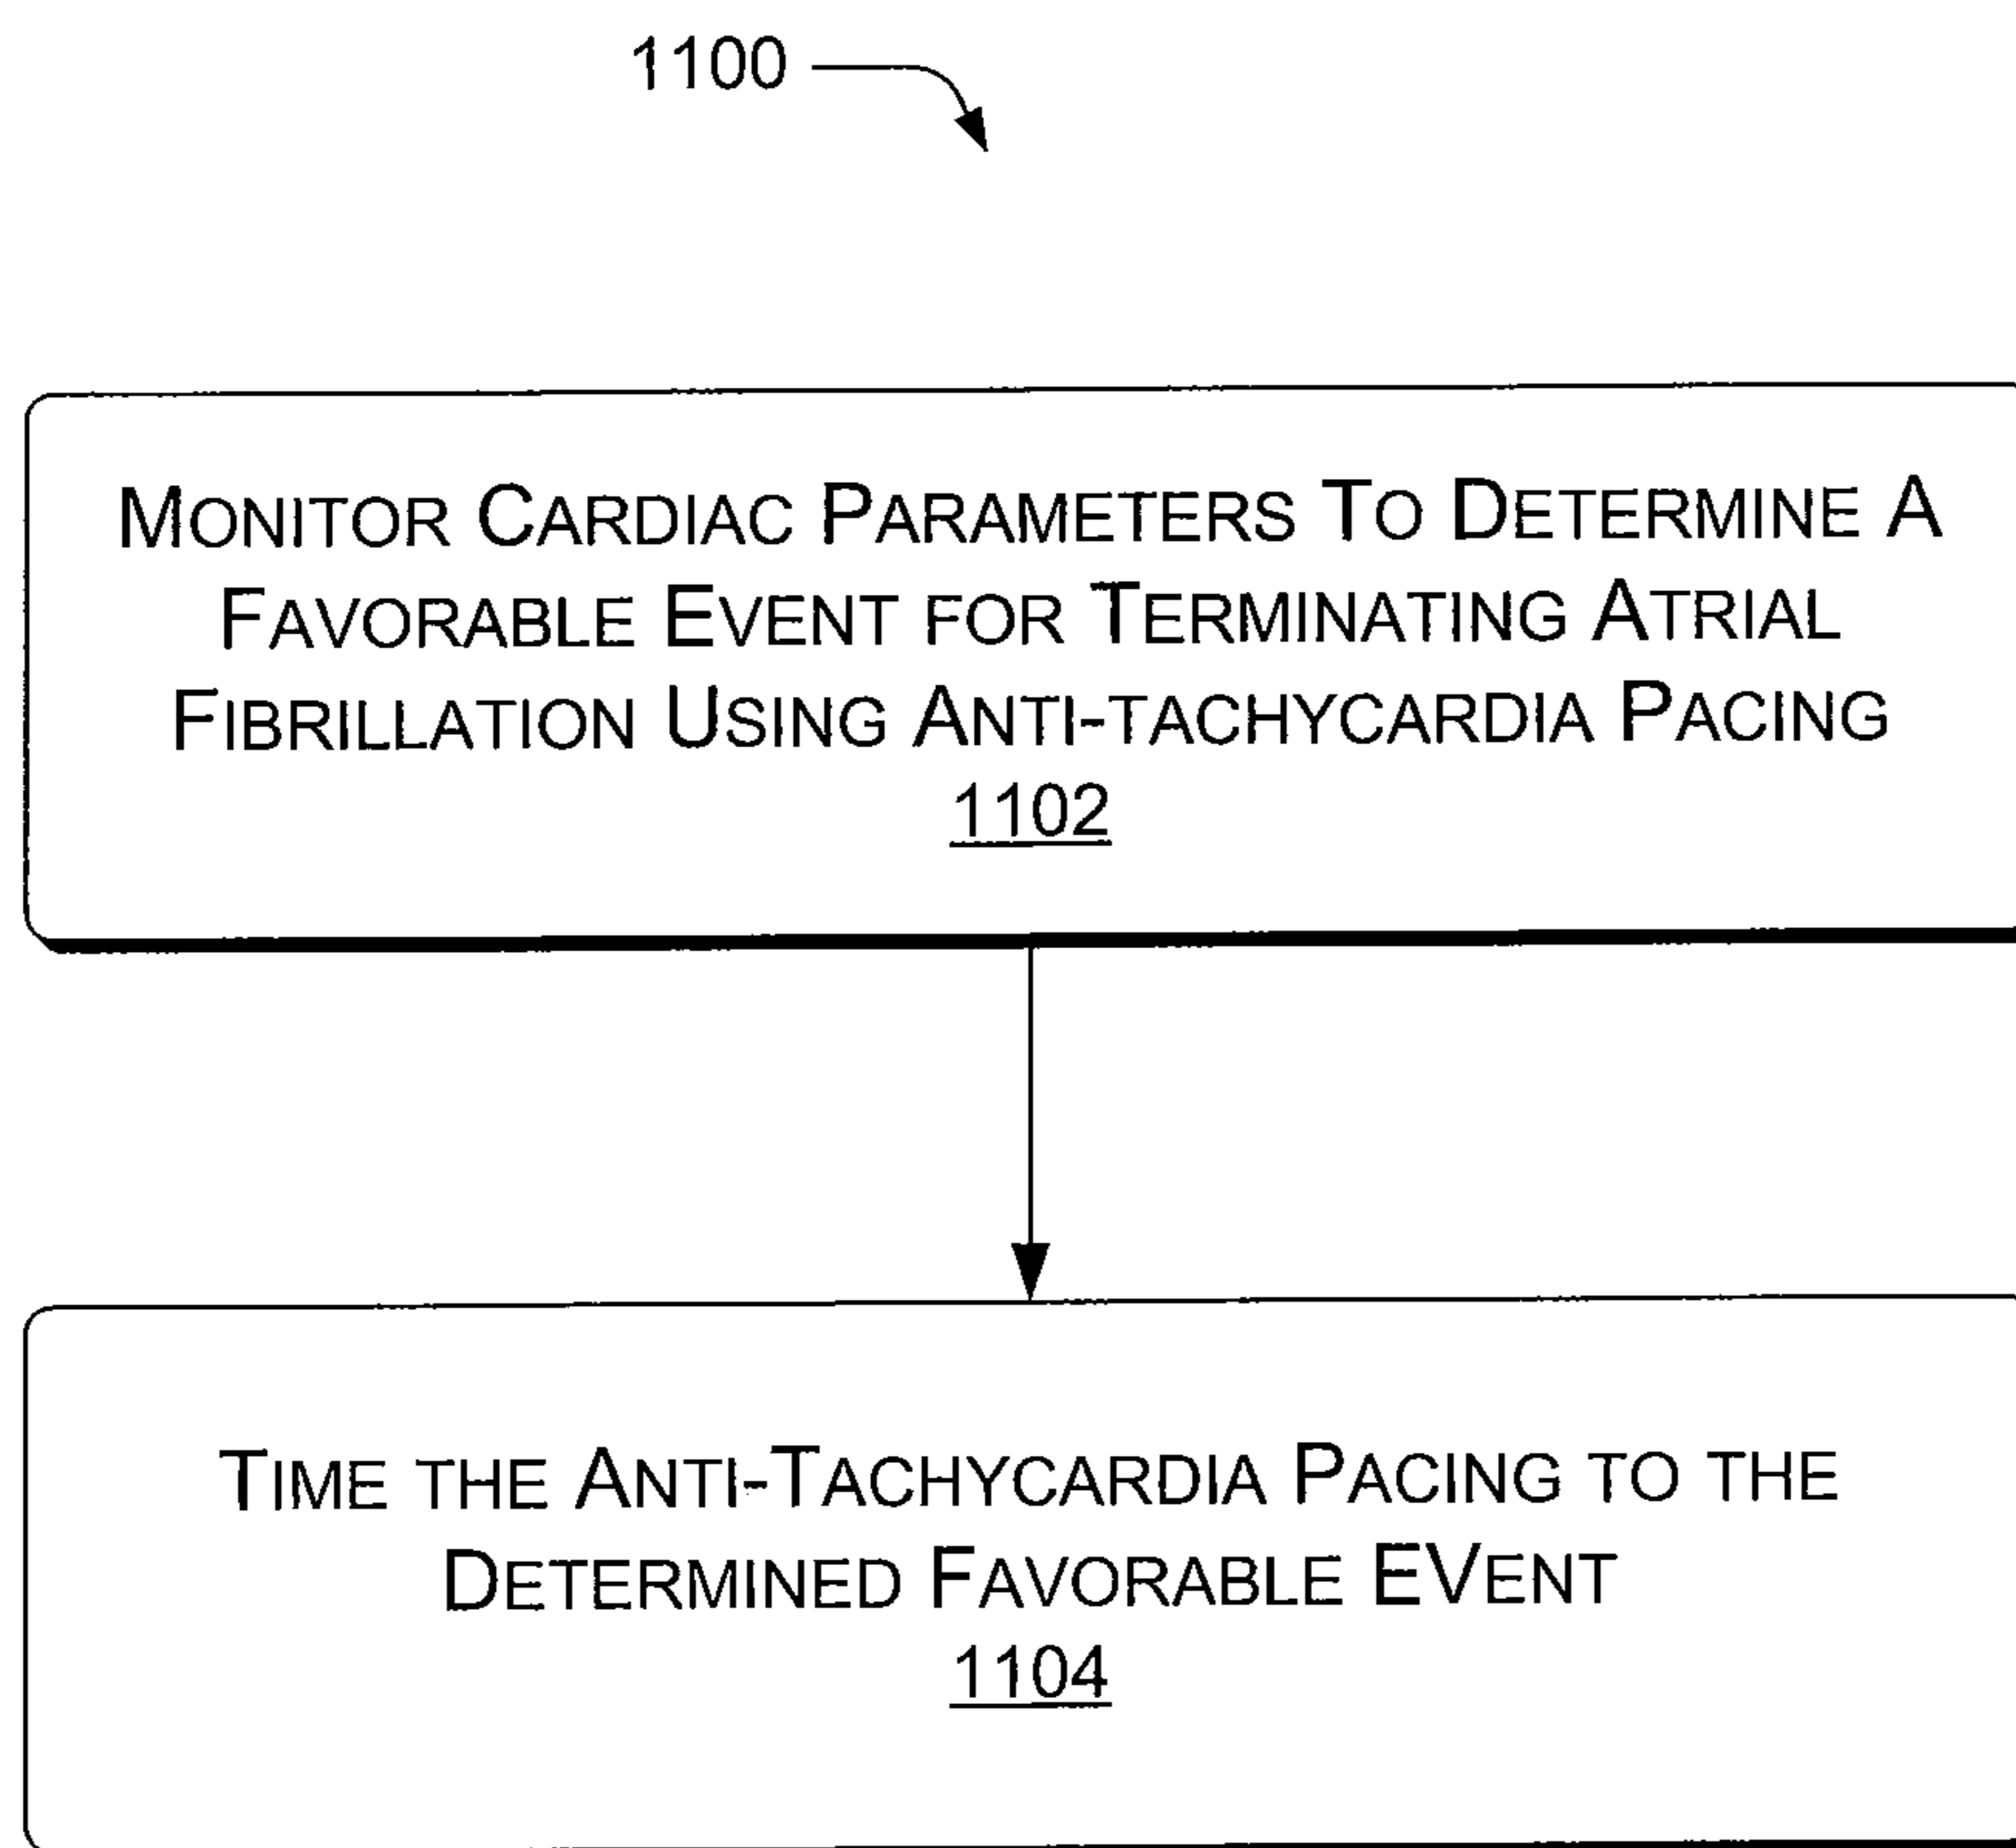 1100
MONITOR CARDIAC PARAMETERS TO DETERMINE A
FAVORABLE EVENT FOR TERMINATING ATRIAL
FIBRILLATION USING ANTI-TACHYCARDIA PACING
1102
TIME THE ANTI-TACHYCARDIA PACING TO THE
DETERMINED FAVORABLE EVENT
1104